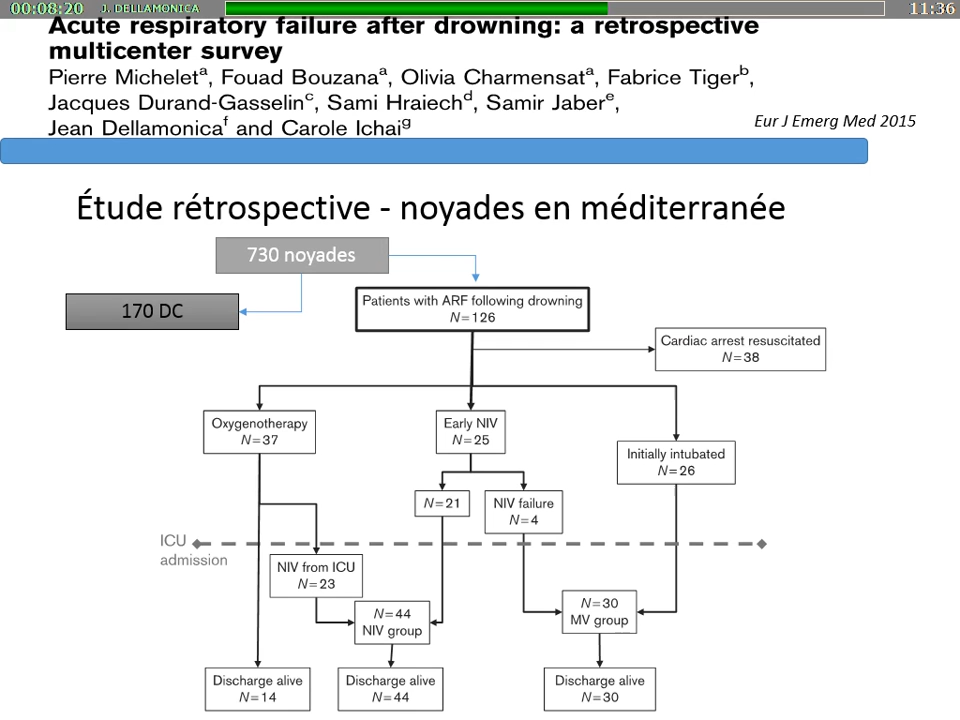 00:08:20 J. DELLAMONICA 11:36
Acute respiratory failure after drowning: a retrospective
multicenter survey
Pierre Micheletᵃ, Fouad Bouzanaᵃ, Olivia Charmensatᵃ, Fabrice Tigerᵇ,
Jacques Durand-Gasselinᶜ, Sami Hraiechᵈ, Samir Jaberᵉ,
Jean Dellamonicaᶠ and Carole Ichaiᵍ
Eur J Emerg Med 2015
Étude rétrospective - noyades en méditerranée
730 noyades
170 DC
Patients with ARF following drowning
N=126
Cardiac arrest resuscitated
N=38
Oxygenotherapy
N=37
Early NIV
N=25
Initially intubated
N=26
N=21
NIV failure
N=4
ICU
admission
NIV from ICU
N=23
N=44
NIV group
N=30
MV group
Discharge alive
N=14
Discharge alive
N=44
Discharge alive
N=30